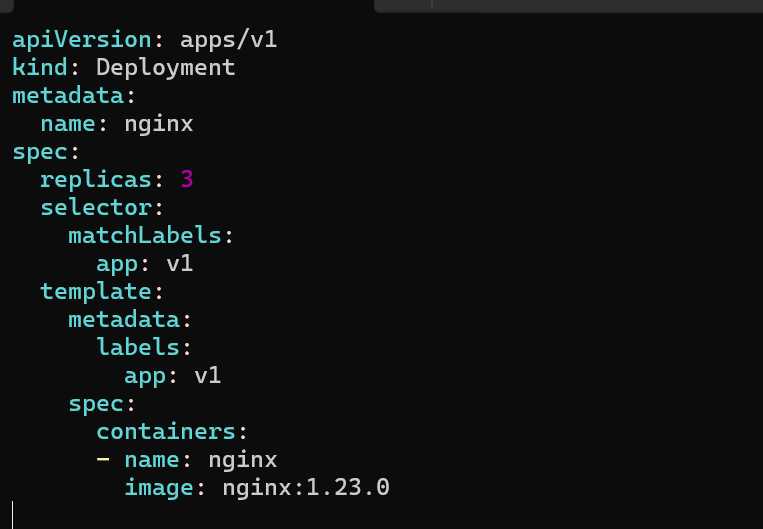 apiVersion: apps/v1
kind: Deployment
metadata:
  name: nginx
spec:
  replicas: 3
  selector:
    matchLabels:
      app: v1
  template:
    metadata:
      labels:
        app: v1
    spec:
      containers:
      - name: nginx
        image: nginx:1.23.0